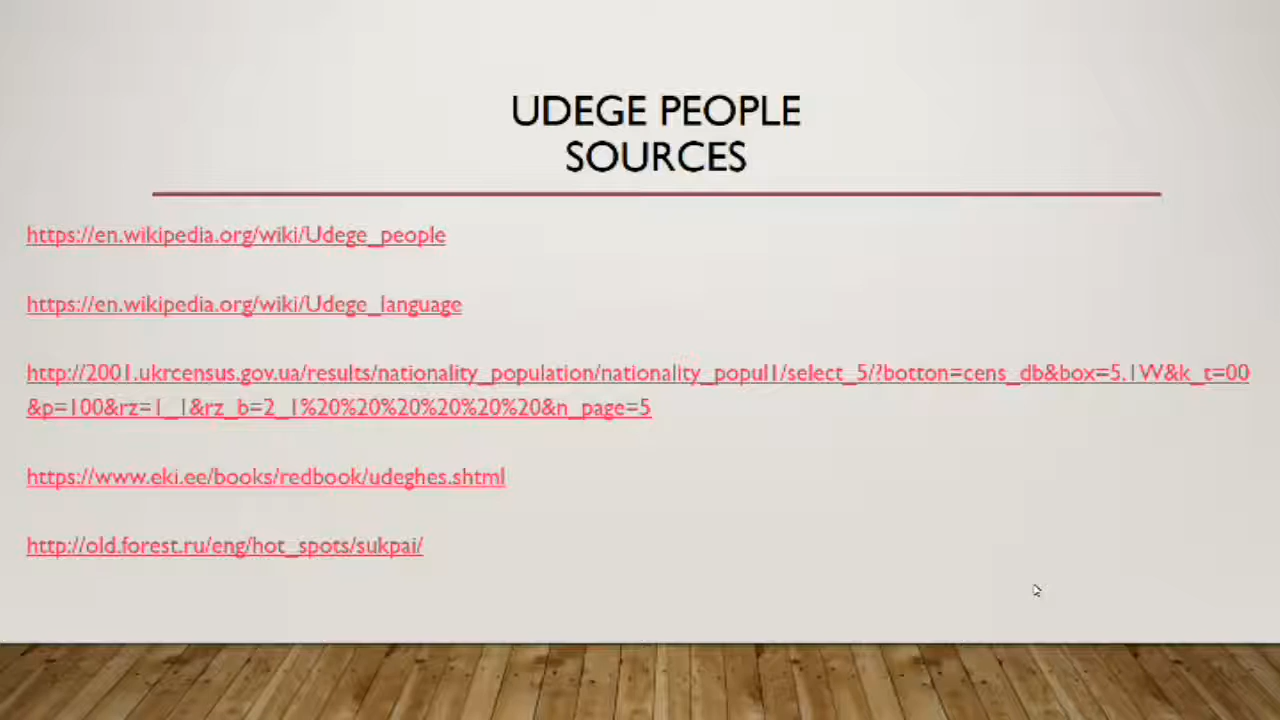 UDEGE PEOPLE
SOURCES
https://en.wikipedia.org/wiki/Udege_people
https://en.wikipedia.org/wiki/Udege_language
http://2001.ukrcensus.gov.ua/results/nationality_population/nationality_popul1/select_5/?botton=cens_db&box=5.1W&k_t=00
&p=100&rz=1_1&rz_b=2_1%20%20%20%20%20%20&n_page=5
https://www.eki.ee/books/redbook/udeghes.shtml
http://old.forest.ru/eng/hot_spots/sukpai/